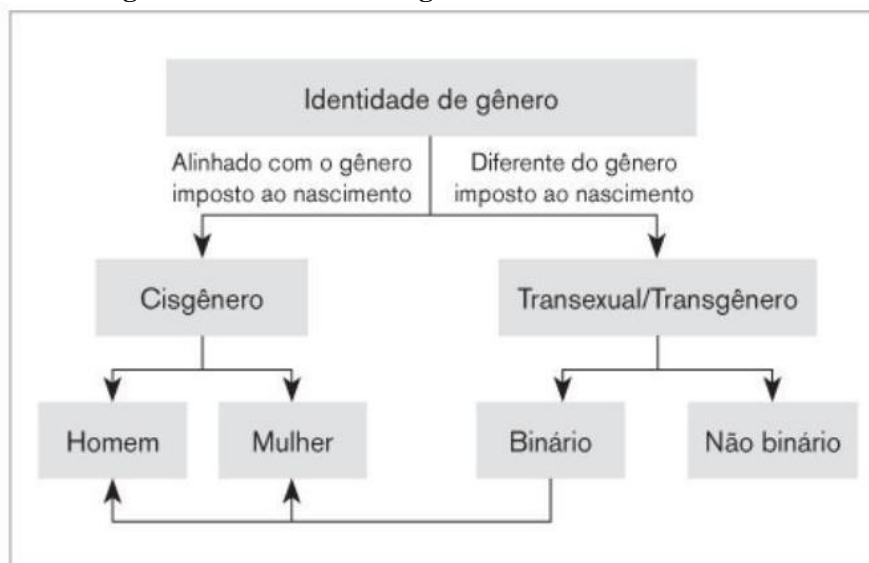 Identidade de gênero
Alinhado com o gênero
imposto ao nascimento
Diferente do gênero
imposto ao nascimento
Cisgênero
Transexual/Transgênero
Homem
Mulher
Binário
Não binário